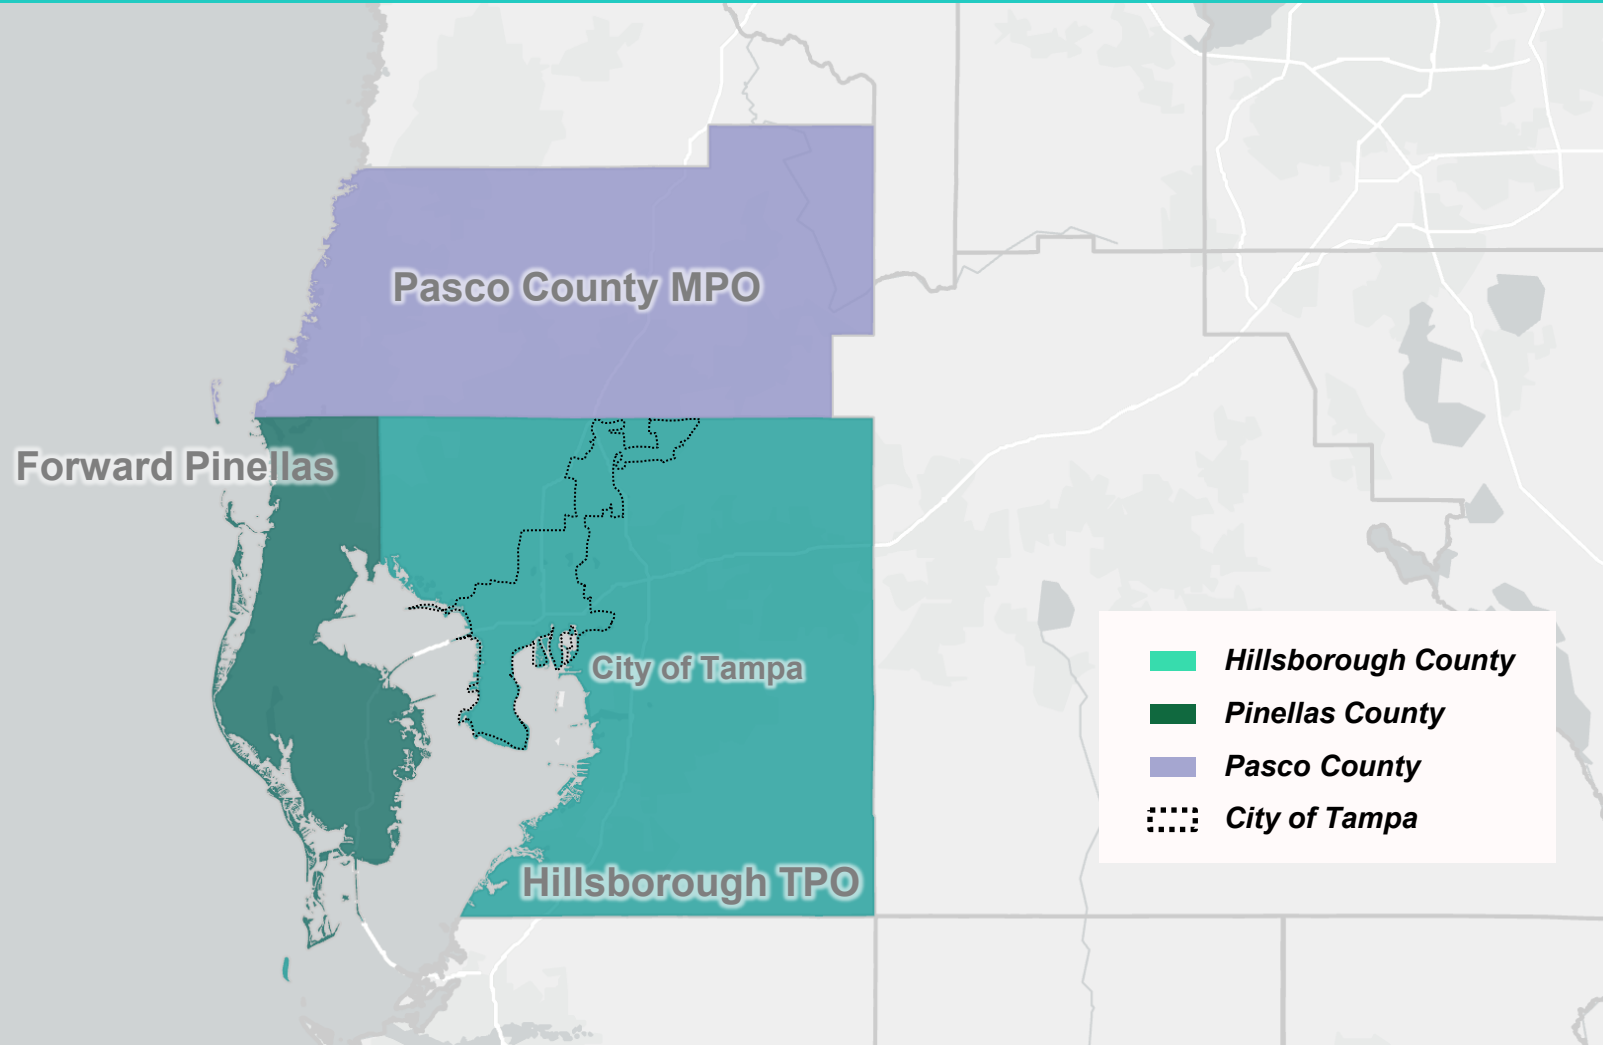 Pasco County MPO
Forward Pinellas
City of Tampa
Hillsborough TPO
Hillsborough County
Pinellas County
Pasco County
City of Tampa